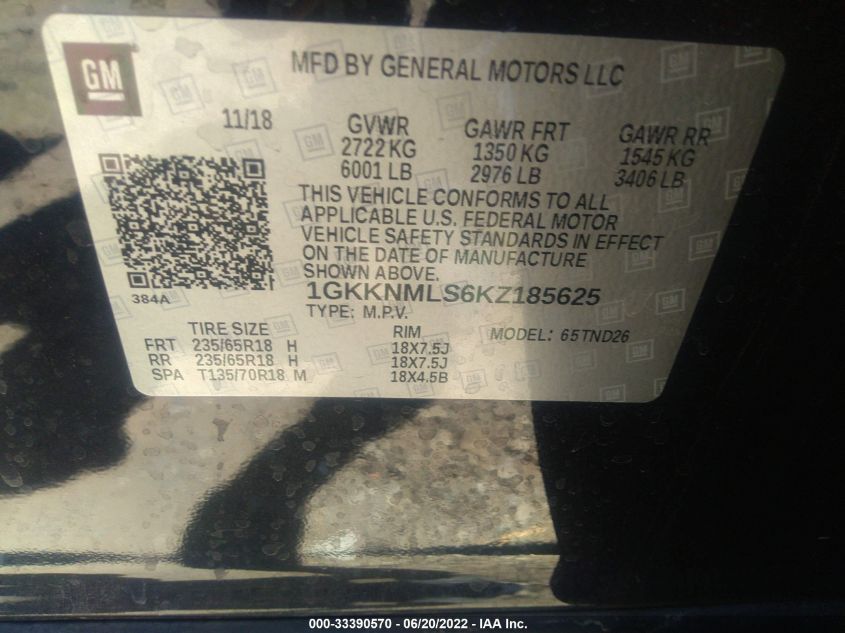 GM
MFD BY GENERAL MOTORS LLC
11/18 GVWR GAWR FRT GAWR RR
2722 KG 1350 KG 1545 KG
6001 LB 2976 LB 3406 LB
THIS VEHICLE CONFORMS TO ALL
APPLICABLE U.S. FEDERAL MOTOR
VEHICLE SAFETY STANDARDS IN EFFECT
ON THE DATE OF MANUFACTURE
SHOWN ABOVE.
384A
1GKKNMLS6KZ185625
TYPE: M.P.V.
TIRE SIZE RIM MODEL: 65TND26
FRT 235/65R18 H 18X7.5J
RR 235/65R18 H 18X7.5J
SPA T135/70R18 M 18X4.5B
000-33390570 - 06/20/2022 - IAA Inc.